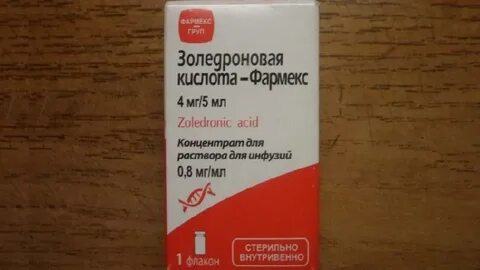 ФАРМЕКС
ГРУП
Золедроновая
кислота–Фармекс
4 мг/5 мл
Zoledronic acid
Концентрат для
раствора для инфузий
0,8 мг/мл
1 флакон
СТЕРИЛЬНО
ВНУТРИВЕННО